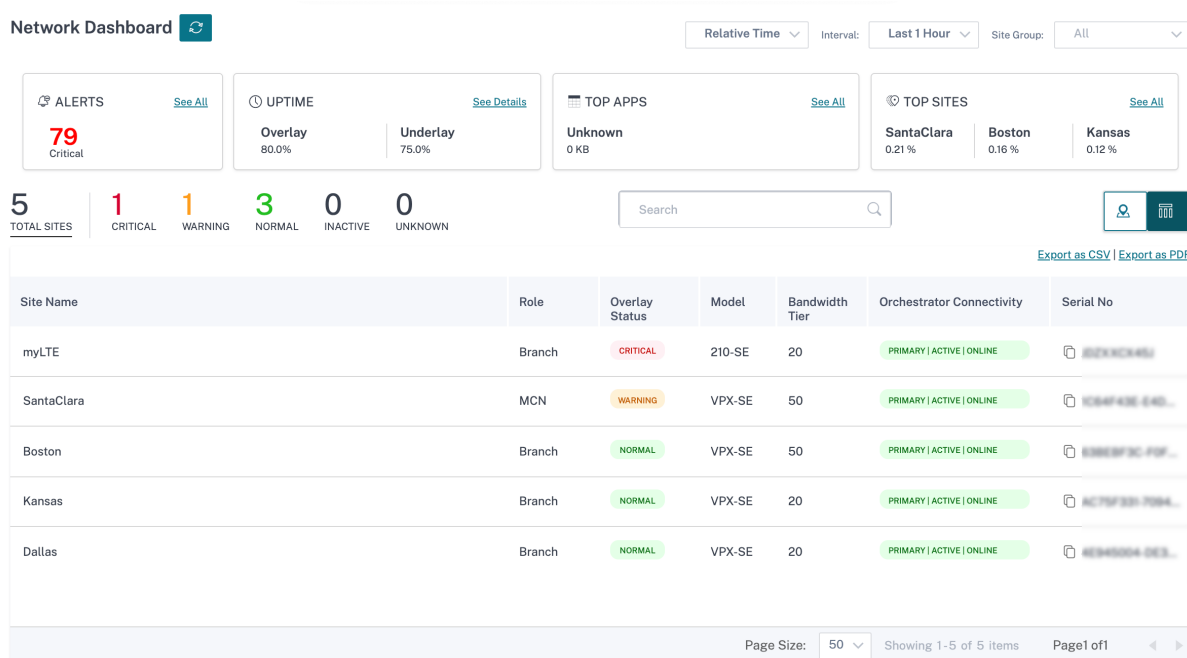 Network Dashboard
Relative Time Interval: Last 1 Hour Site Group: All
ALERTS See All
79
Critical
UPTIME See Details
Overlay Underlay
80.0% 75.0%
TOP APPS See All
Unknown
0 KB
TOP SITES See All
SantaClara Boston Kansas
0.21 % 0.16 % 0.12 %
5 1 1 3 0 0
TOTAL SITES CRITICAL WARNING NORMAL INACTIVE UNKNOWN
Search
Export as CSV | Export as PDF
Site Name Role Overlay Status Model Bandwidth Tier Orchestrator Connectivity Serial No
myLTE Branch CRITICAL 210-SE 20 PRIMARY | ACTIVE | ONLINE
SantaClara MCN WARNING VPX-SE 50 PRIMARY | ACTIVE | ONLINE
Boston Branch NORMAL VPX-SE 50 PRIMARY | ACTIVE | ONLINE
Kansas Branch NORMAL VPX-SE 20 PRIMARY | ACTIVE | ONLINE
Dallas Branch NORMAL VPX-SE 20 PRIMARY | ACTIVE | ONLINE
Page Size: 50 Showing 1-5 of 5 items Page1 of1